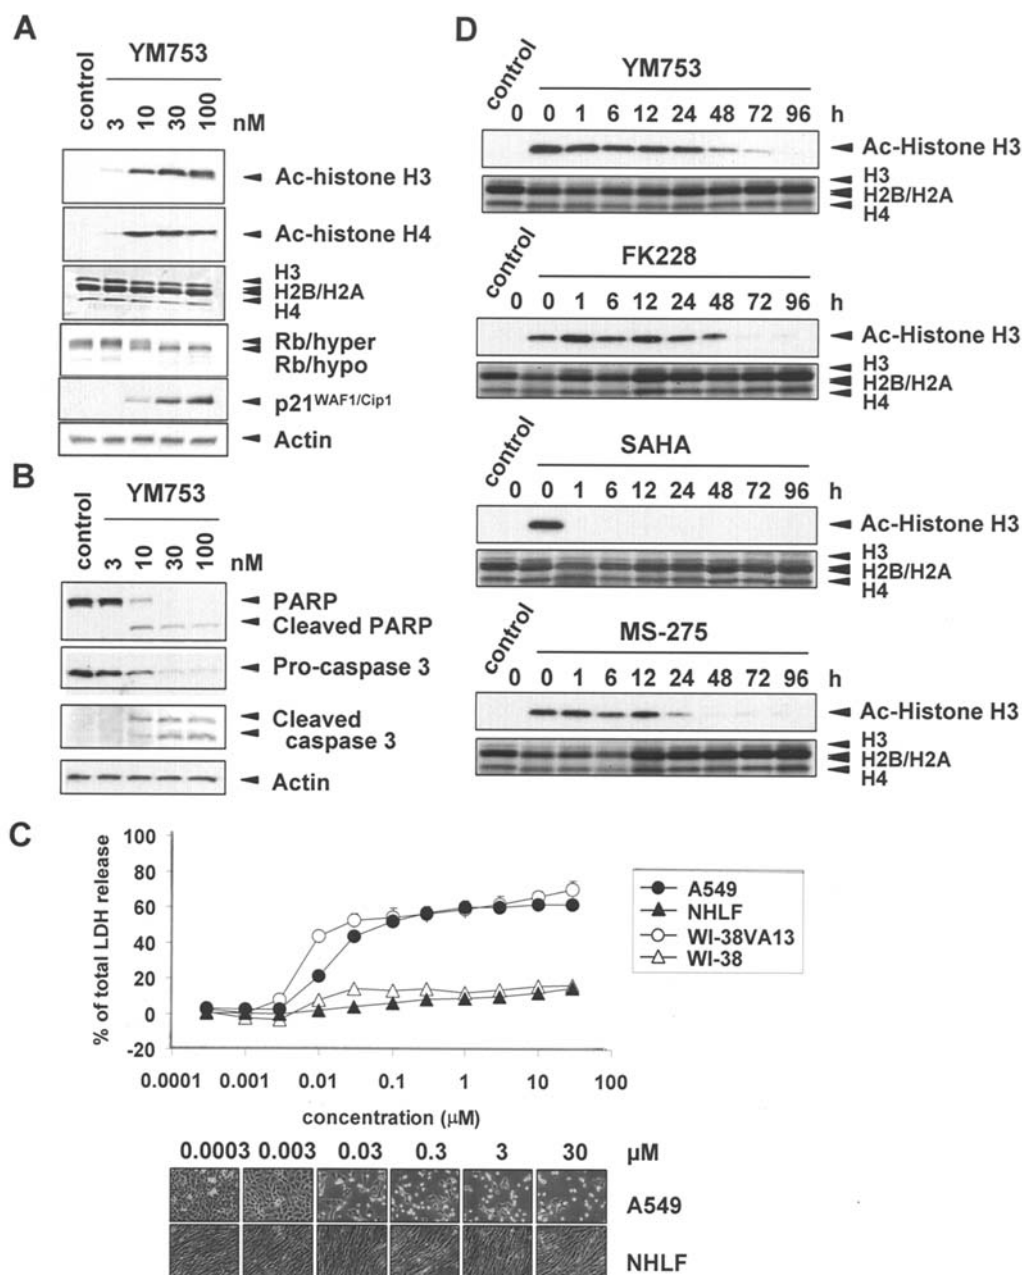 A
control
YM753
3 10 30 100 nM
Ac-histone H3
Ac-histone H4
H3
H2B/H2A
H4
Rb/hyper
Rb/hypo
p21WAF1/Cip1
Actin
B
control
YM753
3 10 30 100 nM
PARP
Cleaved PARP
Pro-caspase 3
Cleaved
caspase 3
Actin
C
% of total LDH release
100
80
60
40
20
0
-20
0.0001 0.001 0.01 0.1 1 10 100
concentration (μM)
A549
NHLF
WI-38VA13
WI-38
0.0003 0.003 0.03 0.3 3 30 μM
A549
NHLF
D
control
YM753
0 0 1 6 12 24 48 72 96 h
Ac-Histone H3
H3
H2B/H2A
H4
control
FK228
0 0 1 6 12 24 48 72 96 h
Ac-Histone H3
H3
H2B/H2A
H4
control
SAHA
0 0 1 6 12 24 48 72 96 h
Ac-Histone H3
H3
H2B/H2A
H4
control
MS-275
0 0 1 6 12 24 48 72 96 h
Ac-Histone H3
H3
H2B/H2A
H4